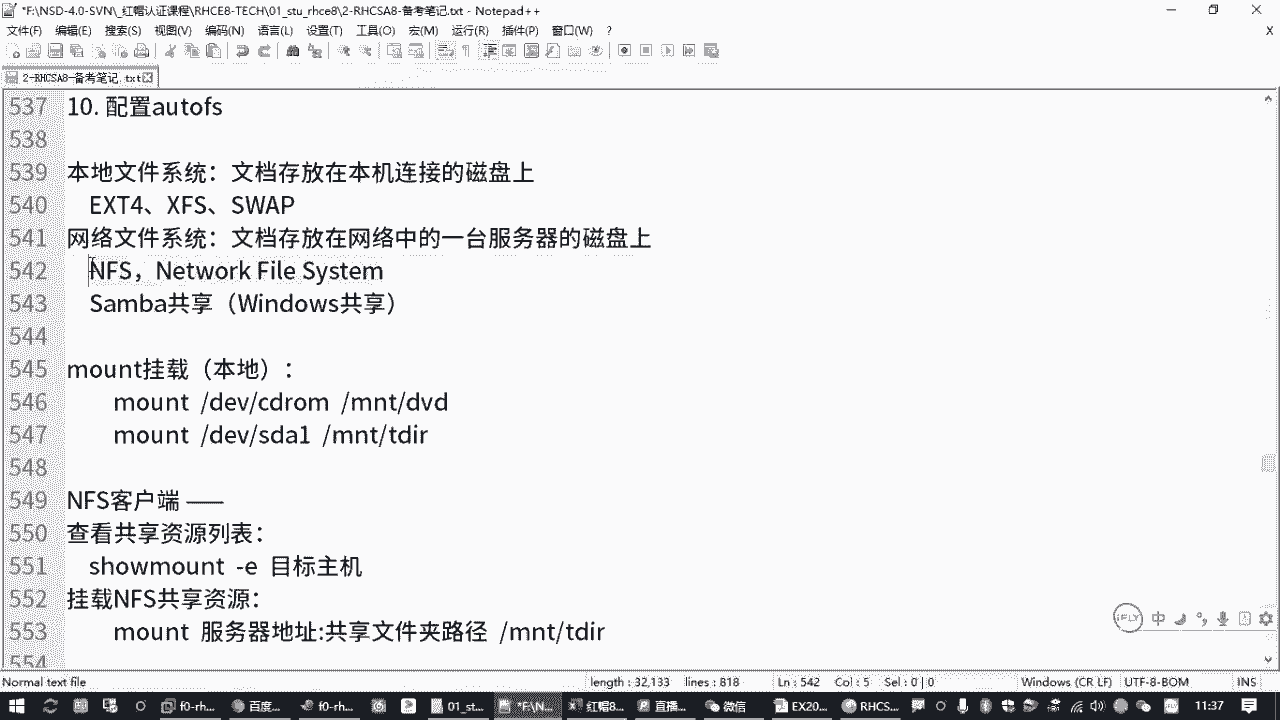 *F:\NSD-4.0-SVN\_红帽认证课程\RHCE8-TECH\01_stu_rhce8\2-RHCSA8-备考笔记.txt - Notepad++
文件(F) 编辑(E) 搜索(S) 视图(V) 编码(N) 语言(L) 设置(T) 工具(O) 宏(M) 运行(R) 插件(P) 窗口(W) ? X
2-RHCSA8-备考笔记.txt
537 10. 配置autofs
538
539 本地文件系统：文档存放在本机连接的磁盘上
540 EXT4、XFS、SWAP
541 网络文件系统：文档存放在网络中的一台服务器的磁盘上
542 NFS，Network File System
543 Samba共享（Windows共享）
544
545 mount挂载（本地）：
546 mount /dev/cdrom /mnt/dvd
547 mount /dev/sda1 /mnt/tdir
548
549 NFS客户端 ——
550 查看共享资源列表：
551 showmount -e 目标主机
552 挂载NFS共享资源：
553 mount 服务器地址:共享文件夹路径 /mnt/tdir
554
iFLY 中
Normal text file length : 32,133 lines : 818 Ln : 542 Col : 5 Sel : 0 | 0 Windows (CR LF) UTF-8-BOM INS
f0-rh... 百度... f0-rh... 01_st... *F:\N... 红帽8... 直播... 微信 EX20... RHCS... 11:37